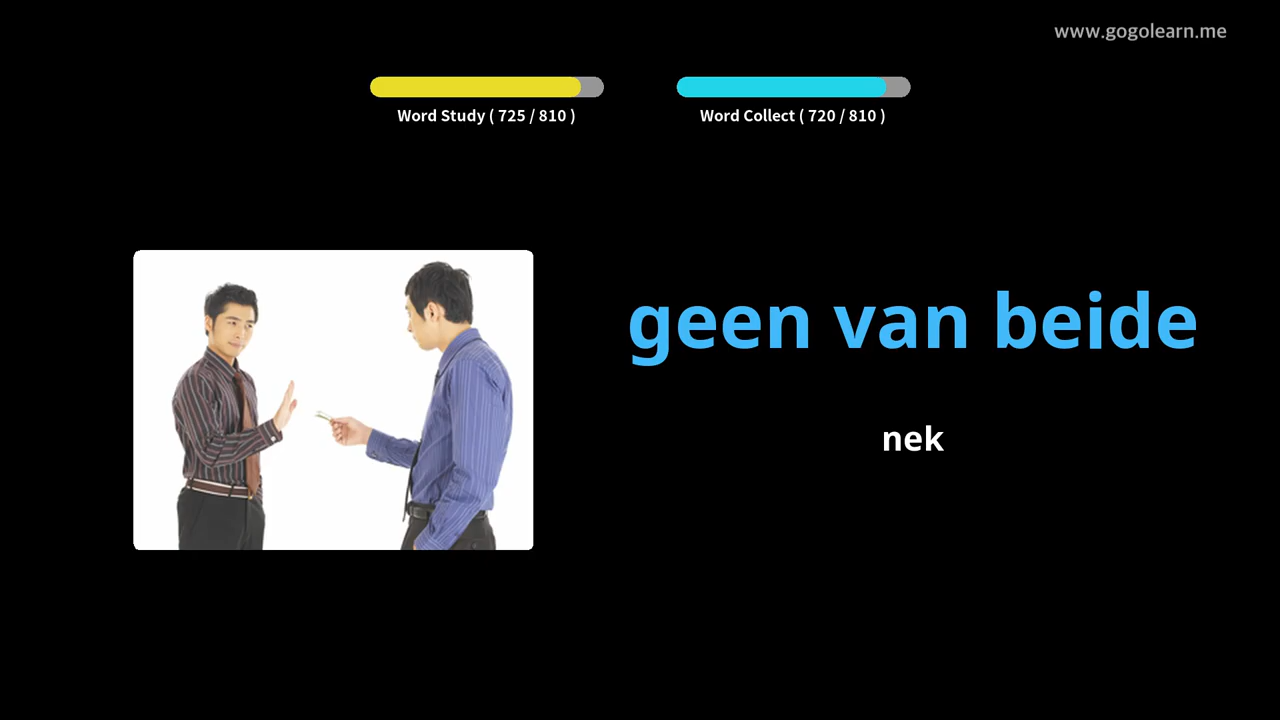 www.gogolearn.me
Word Study ( 725 / 810 )
Word Collect ( 720 / 810 )
geen van beide
nek